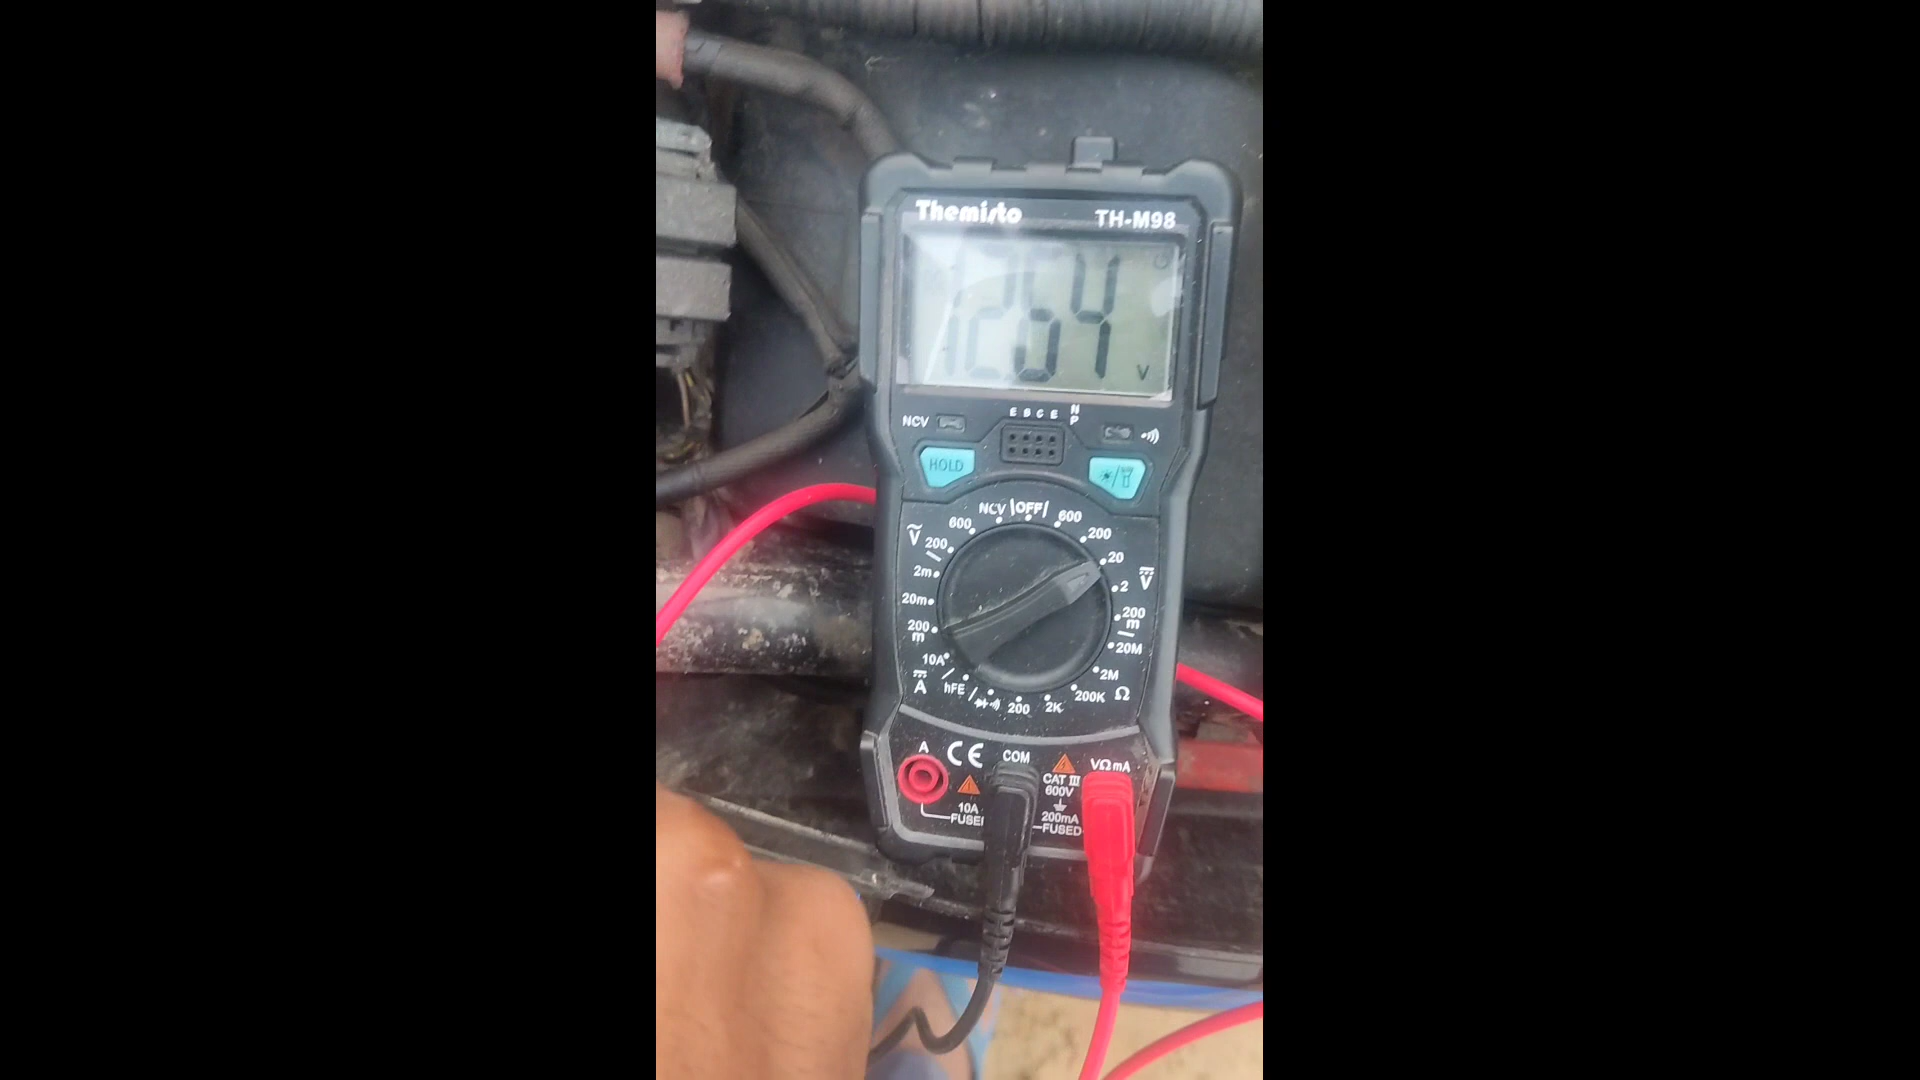 Themisto TH-M98
12.64
V
E B C E N
P
NCV
HOLD
NCV OFF 600
600 200
V 200 20
2m 2 V
20m 200
m
200
m 20M
10A 2M
A hFE 200 2K 200K Ω
A CE COM VΩmA
CAT III
600V
10A
FUSED
200mA
FUSED